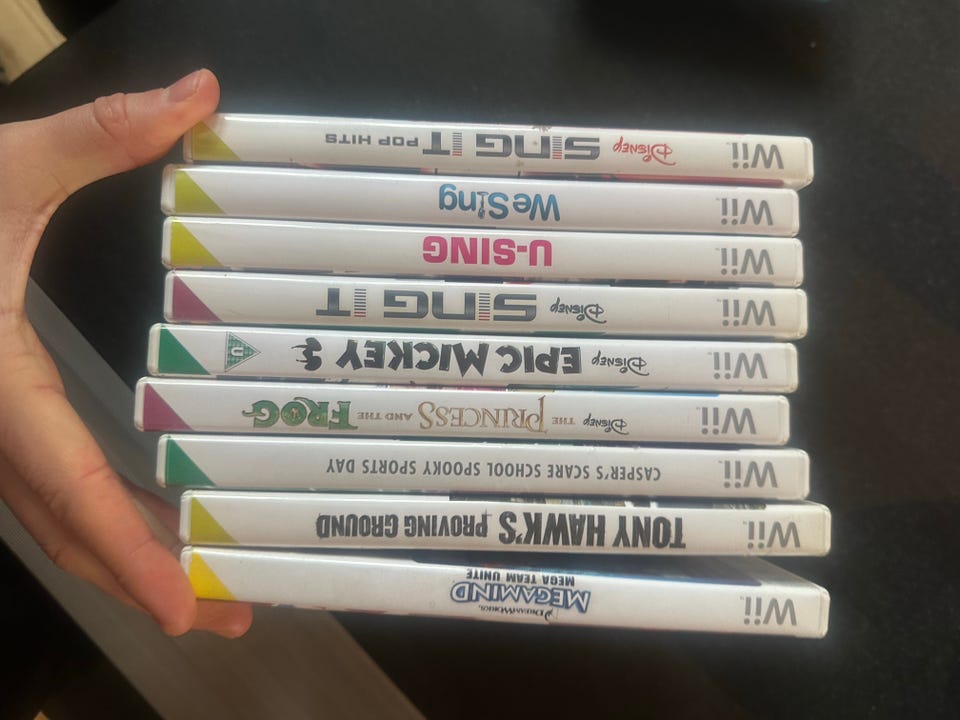 Wii
DREAMWORKS
MEGAMIND
MEGA TEAM UNITE
Wii TONY HAWK'S PROVING GROUND
Wii CASPER'S SCARE SCHOOL SPOOKY SPORTS DAY
Wii Disney THE PRINCESS AND THE FROG
Wii Disney EPIC MICKEY 2 U
Wii Disney SING IT
Wii U-SING
Wii WeSing
Wii Disney SING IT POP HITS